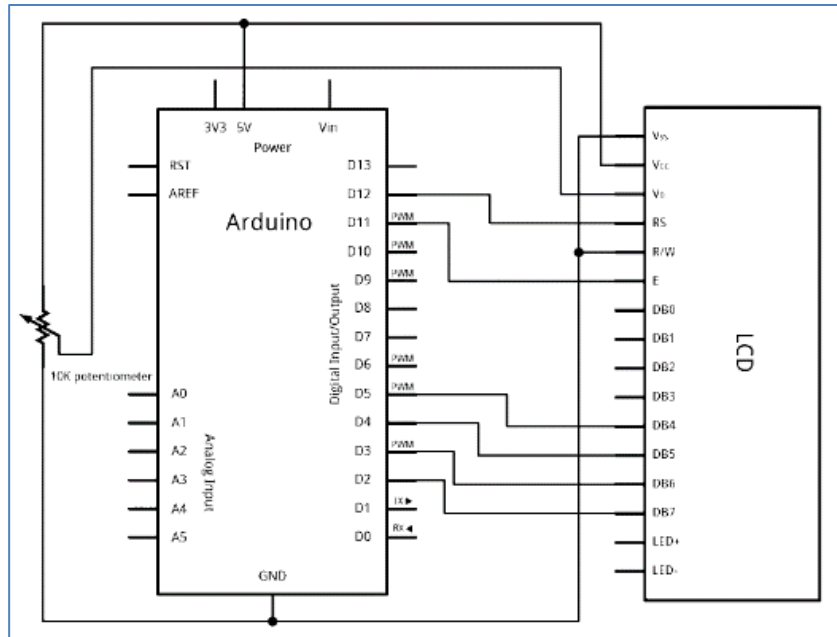 3V3 5V Vin
Power
RST
AREF
Arduino
10K potentiometer
A0
A1
A2
A3
A4
A5
Analog Input
Digital Input/Output
D13
D12
D11 PWM
D10 PWM
D9 PWM
D8
D7
D6 PWM
D5 PWM
D4
D3 PWM
D2
D1 TX
D0 RX
GND
Vss
Vcc
V0
RS
R/W
E
DB0
DB1
DB2
DB3
DB4
DB5
DB6
DB7
LED+
LED-
LCD